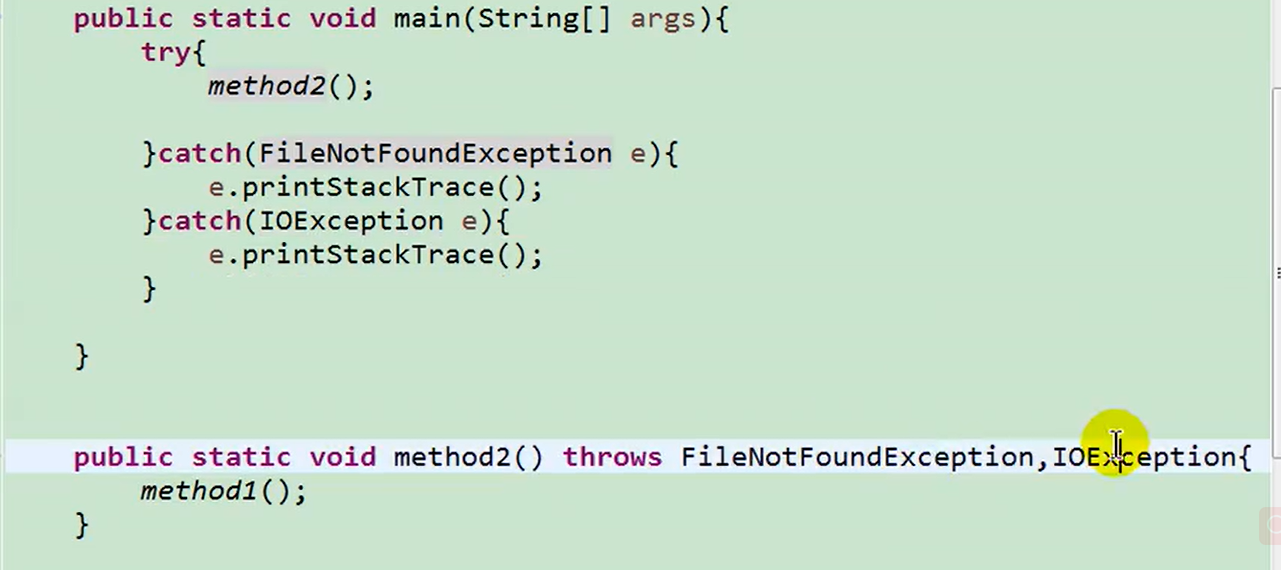 public static void main(String[] args){
try{
method2();
}catch(FileNotFoundException e){
e.printStackTrace();
}catch(IOException e){
e.printStackTrace();
}
}
public static void method2() throws FileNotFoundException,IOException{
method1();
}